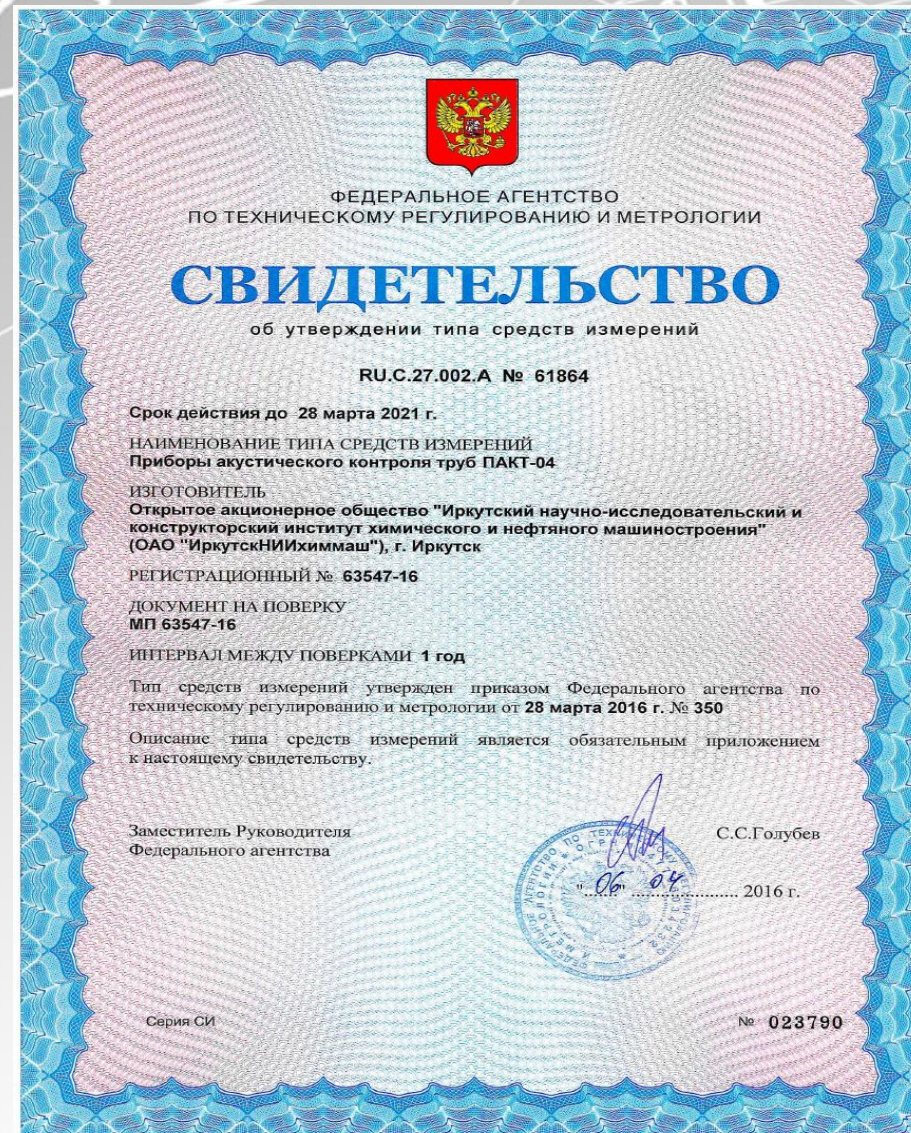 ФЕДЕРАЛЬНОЕ АГЕНТСТВО
ПО ТЕХНИЧЕСКОМУ РЕГУЛИРОВАНИЮ И МЕТРОЛОГИИ
СВИДЕТЕЛЬСТВО
об утверждении типа средств измерений
RU.C.27.002.A № 61864
Срок действия до 28 марта 2021 г.
НАИМЕНОВАНИЕ ТИПА СРЕДСТВ ИЗМЕРЕНИЙ
Приборы акустического контроля труб ПАКТ-04
ИЗГОТОВИТЕЛЬ
Открытое акционерное общество "Иркутский научно-исследовательский и
конструкторский институт химического и нефтяного машиностроения"
(ОАО "ИркутскНИИхиммаш"), г. Иркутск
РЕГИСТРАЦИОННЫЙ № 63547-16
ДОКУМЕНТ НА ПОВЕРКУ
МП 63547-16
ИНТЕРВАЛ МЕЖДУ ПОВЕРКАМИ 1 год
Тип средств измерений утвержден приказом Федерального агентства по
техническому регулированию и метрологии от 28 марта 2016 г. № 350
Описание типа средств измерений является обязательным приложением
к настоящему свидетельству.
Заместитель Руководителя
Федерального агентства
С.С.Голубев
"06" 04 2016 г.
Серия СИ
№ 023790